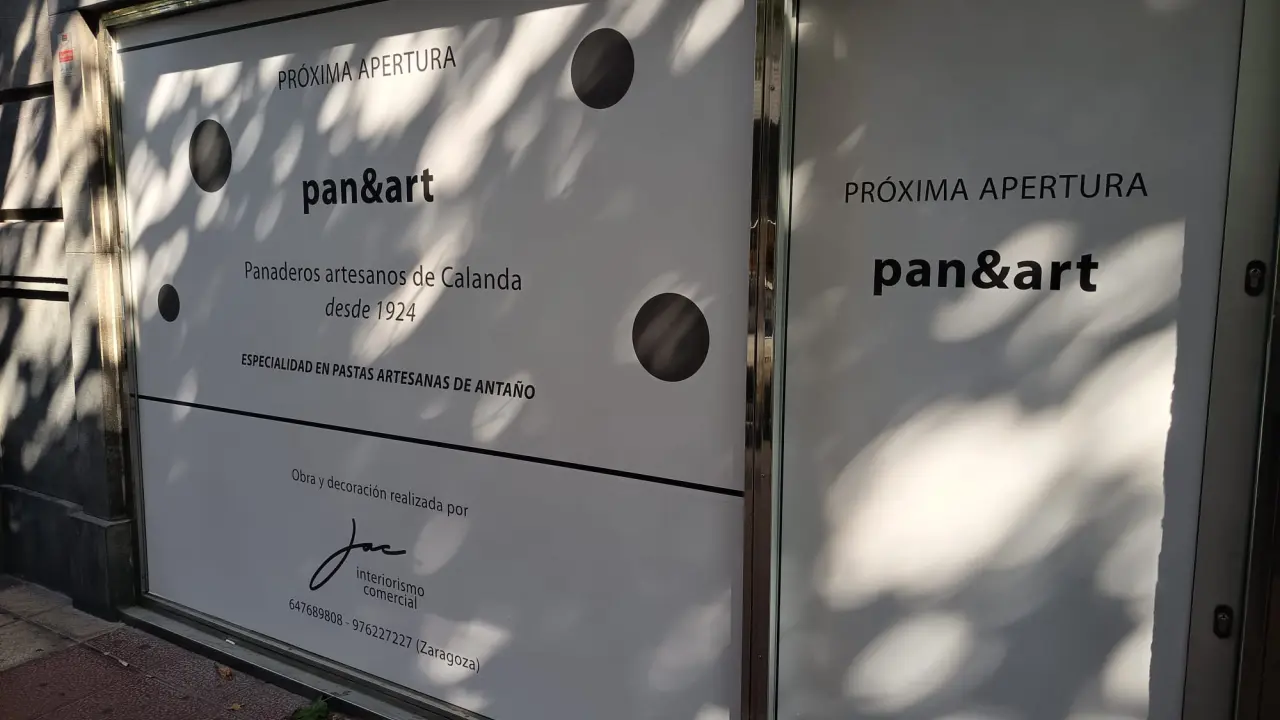 PRÓXIMA APERTURA
pan&art
Panaderos artesanos de Calanda
desde 1924
ESPECIALIDAD EN PASTAS ARTESANAS DE ANTAÑO
Obra y decoración realizada por
Jac
interiorismo
comercial
647689808 - 976227227 (Zaragoza)
PRÓXIMA APERTURA
pan&art